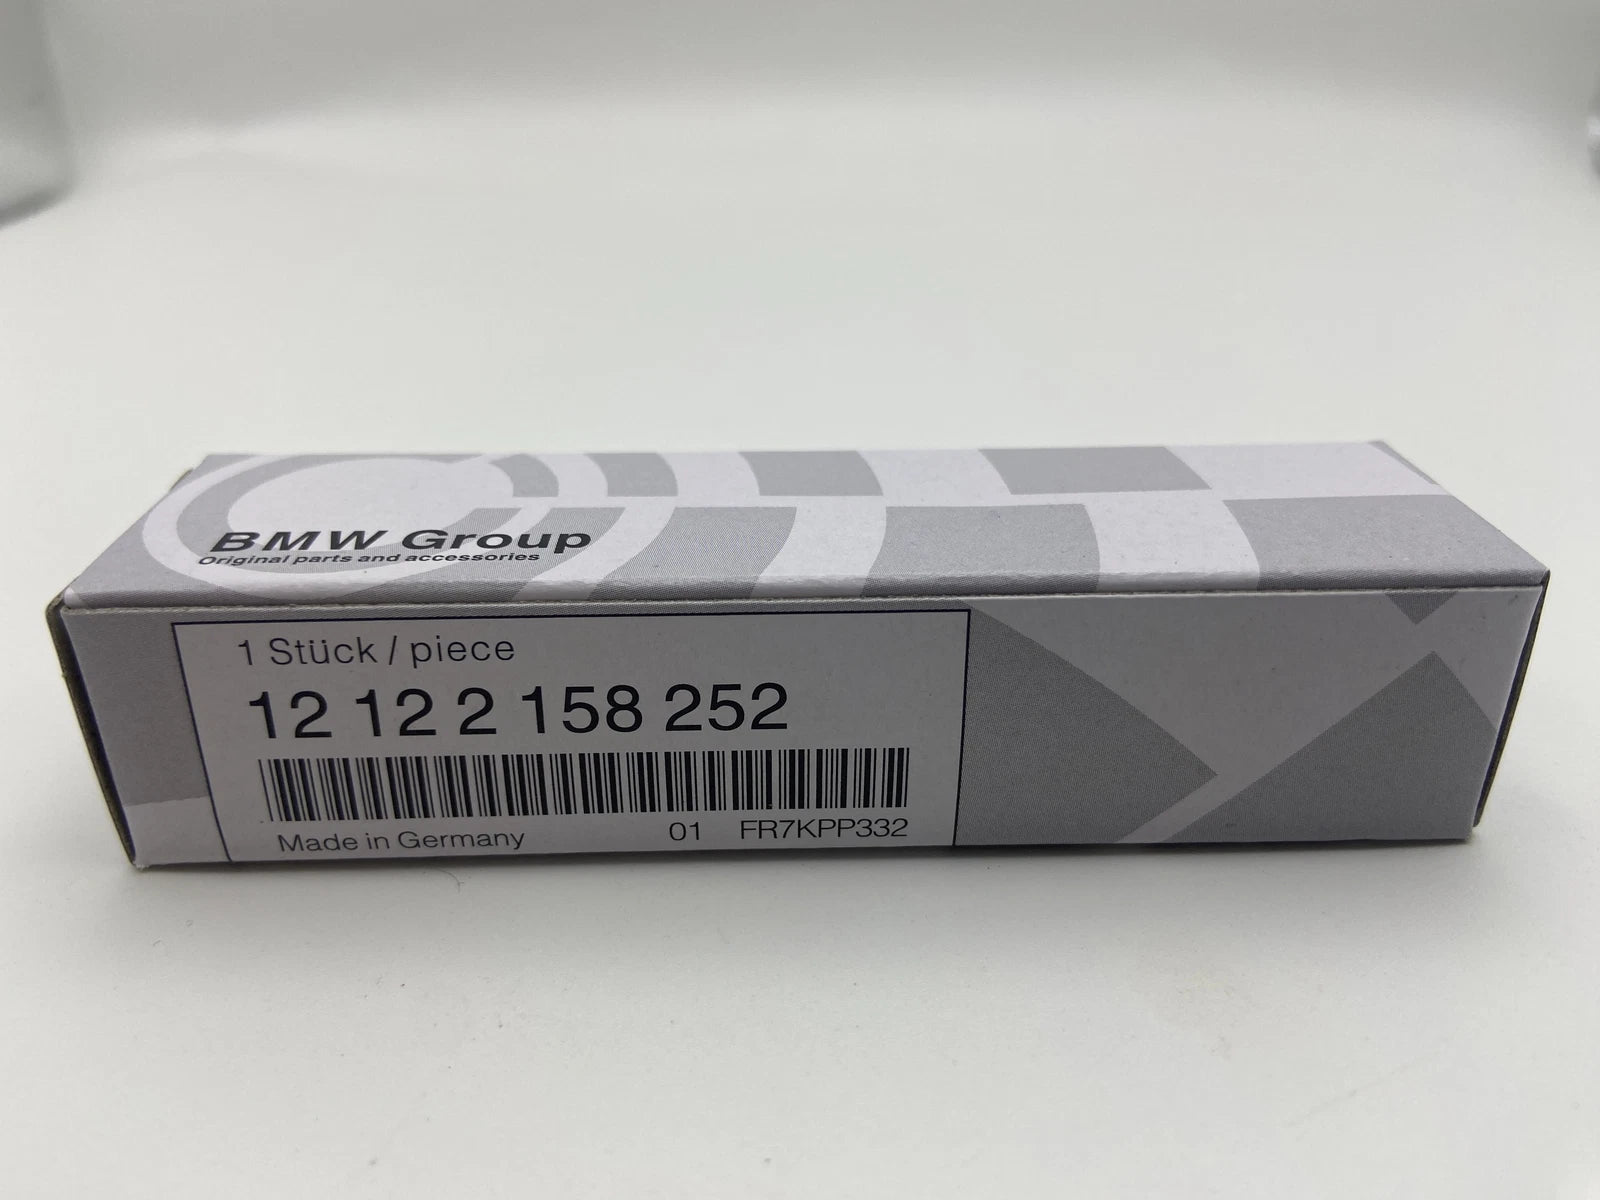 BMW Group
Original parts and accessories
1 Stück / piece
12 12 2 158 252
Made in Germany 01 FR7KPP332